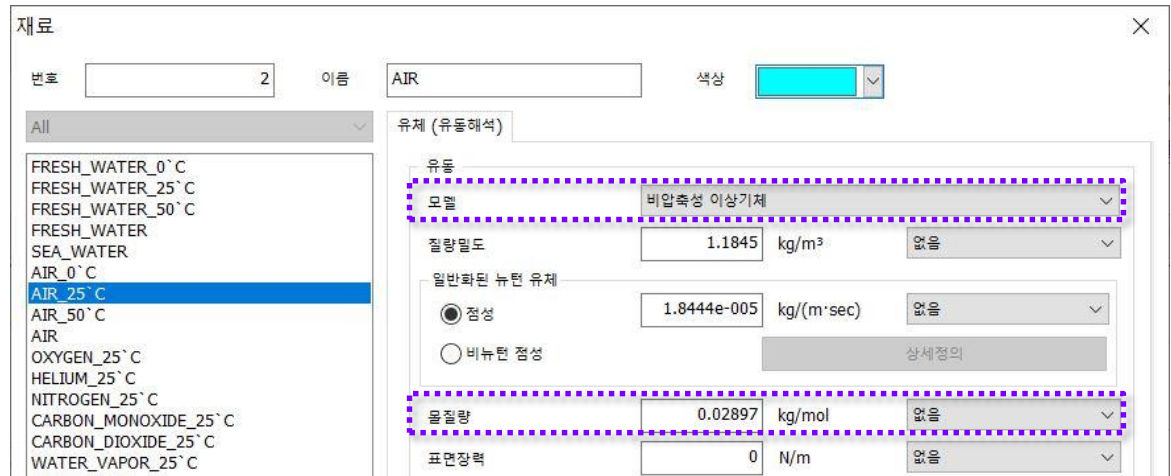 재료
번호 2 이름 AIR 색상
All
유체 (유동해석)
FRESH_WATER_0`C
FRESH_WATER_25`C
FRESH_WATER_50`C
FRESH_WATER
SEA_WATER
AIR_0`C
AIR_25`C
AIR_50`C
AIR
OXYGEN_25`C
HELIUM_25`C
NITROGEN_25`C
CARBON_MONOXIDE_25`C
CARBON_DIOXIDE_25`C
WATER_VAPOR_25`C
유동
모델 비압축성 이상기체
질량밀도 1.1845 kg/m³ 없음
일반화된 뉴턴 유체
점성 1.8444e-005 kg/(m·sec) 없음
비뉴턴 점성 상세정의
몰질량 0.02897 kg/mol 없음
표면장력 0 N/m 없음